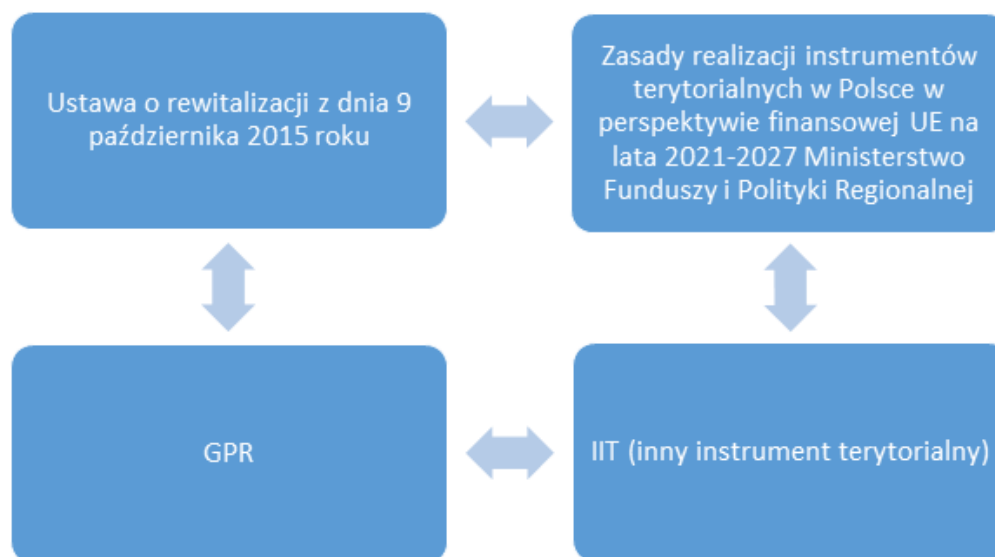 Ustawa o rewitalizacji z dnia 9
października 2015 roku
Zasady realizacji instrumentów
terytorialnych w Polsce w
perspektywie finansowej UE na
lata 2021-2027 Ministerstwo
Funduszy i Polityki Regionalnej
GPR
IIT (inny instrument terytorialny)